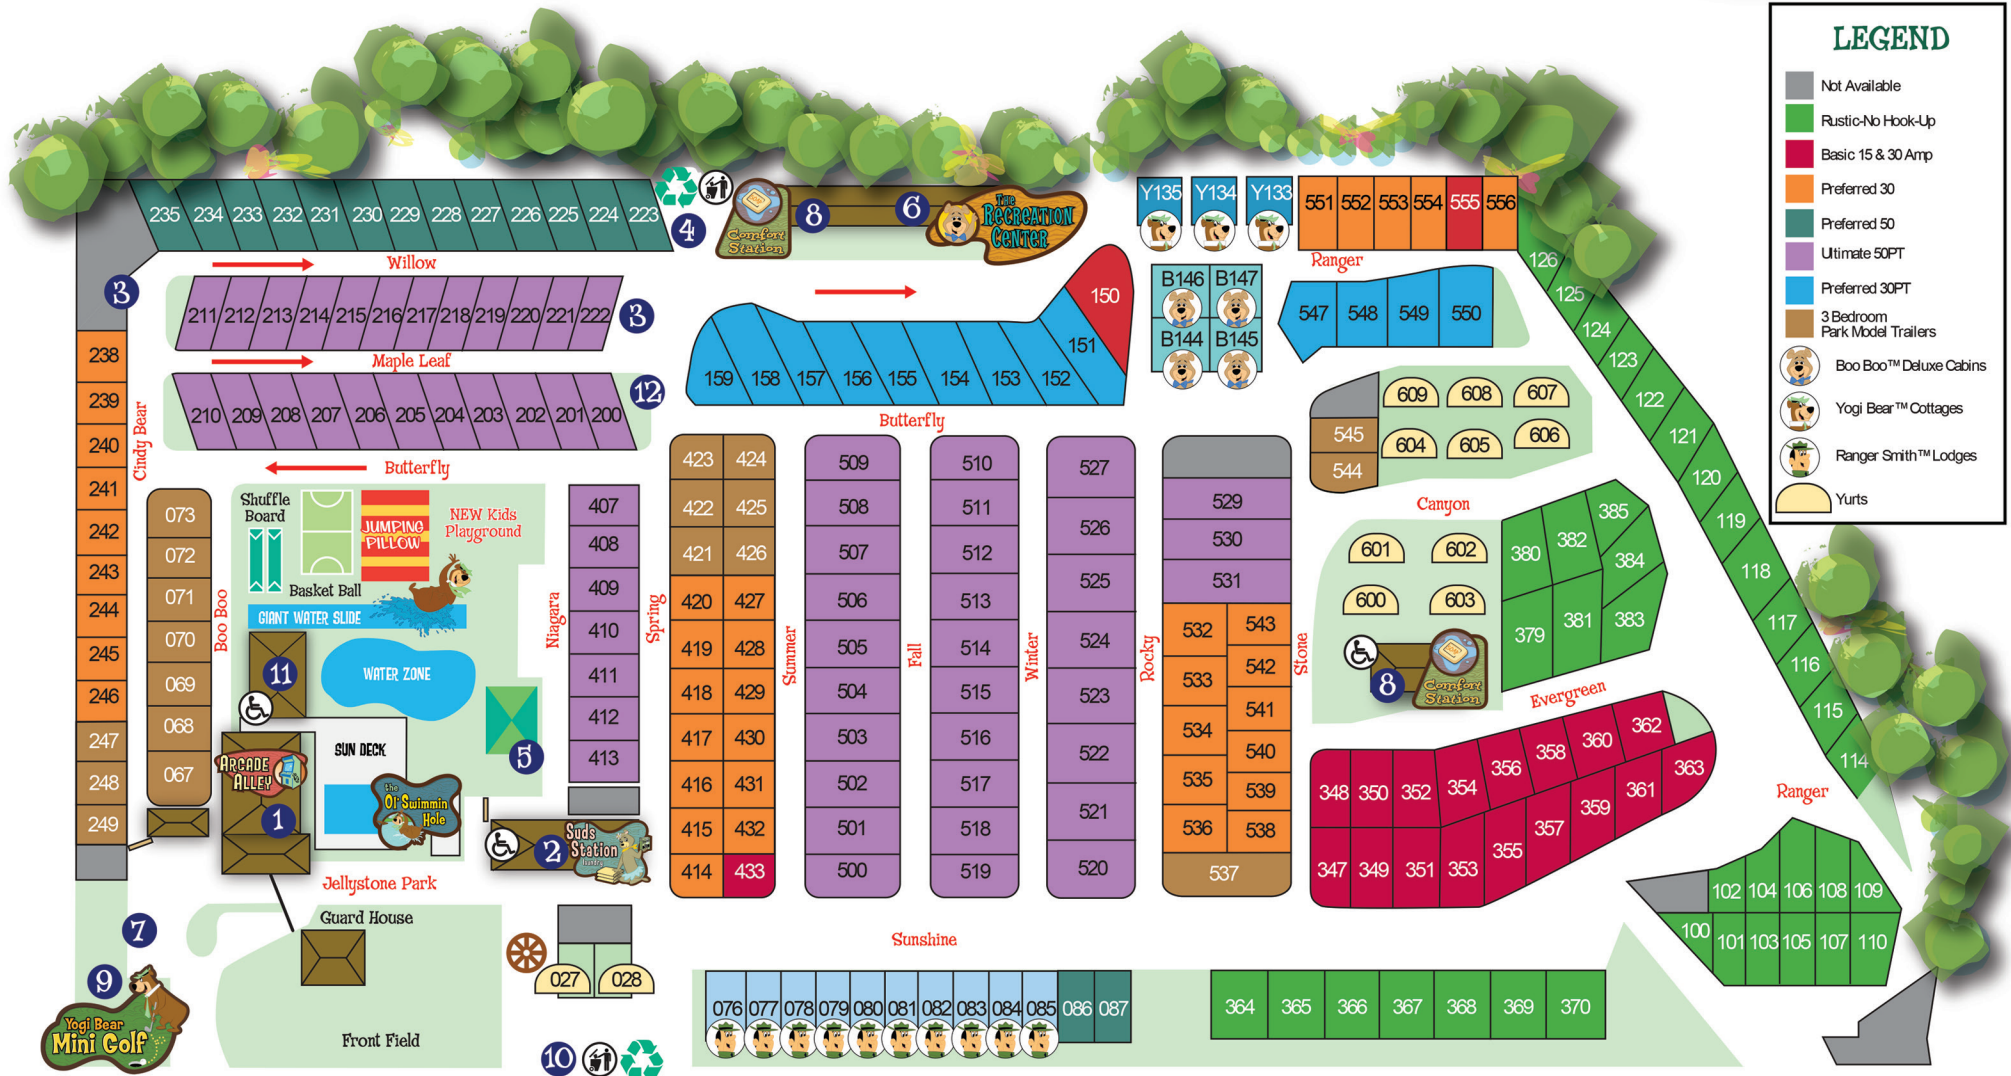 LEGEND
Not Available
Rustic-No Hook-Up
Basic 15 & 30 Amp
Preferred 30
Preferred 50
Ultimate 50PT
Preferred 30PT
3 Bedroom
Park Model Trailers
Boo Boo™ Deluxe Cabins
Yogi Bear™ Cottages
Ranger Smith™ Lodges
Yurts
235 234 233 232 231 230 229 228 227 226 225 224 223
4
Comfort
Station
8
6
The
Recreation
Center
Y135 Y134 Y133
551 552 553 554 555 556
Willow
Ranger
3
211 212 213 214 215 216 217 218 219 220 221 222
3
Maple Leaf
210 209 208 207 206 205 204 203 202 201 200
12
Butterfly
159 158 157 156 155 154 153 152 151 150
Butterfly
B146 B147
B144 B145
547 548 549 550
126
125
124
123
122
121
120
119
118
117
116
115
114
Ranger
238
239
240
241
242
243
244
245
246
247
248
249
Cindy Bear
073
072
071
070
069
068
067
Boo Boo
Shuffle
Board
Basket Ball
JUMPING
PILLOW
NEW Kids
Playground
GIANT WATER SLIDE
WATER ZONE
11
SUN DECK
ARCADE
ALLEY
1
the
Ol' Swimmin
Hole
5
Niagara
407
408
409
410
411
412
413
2
Suds
Station
laundry
Jellystone Park
Spring
423 424
422 425
421 426
420 427
419 428
418 429
417 430
416 431
415 432
414 433
Summer
509
508
507
506
505
504
503
502
501
500
Fall
510
511
512
513
514
515
516
517
518
519
Winter
527
526
525
524
523
522
521
520
Rocky
529
530
531
532 543
533 542
534 541
535 540
536 539
538
537
Stone
545
544
609 608 607
604 605 606
Canyon
601 602
600 603
8
Comfort
Station
380 382 385
384
379 381 383
Evergreen
348 350 352 354 356 358 360 362
347 349 351 353 355 357 359 361 363
102 104 106 108 109
100 101 103 105 107 110
Sunshine
7
9
Yogi Bear
Mini Golf
Guard House
Front Field
027 028
10
076 077 078 079 080 081 082 083 084 085 086 087
364 365 366 367 368 369 370